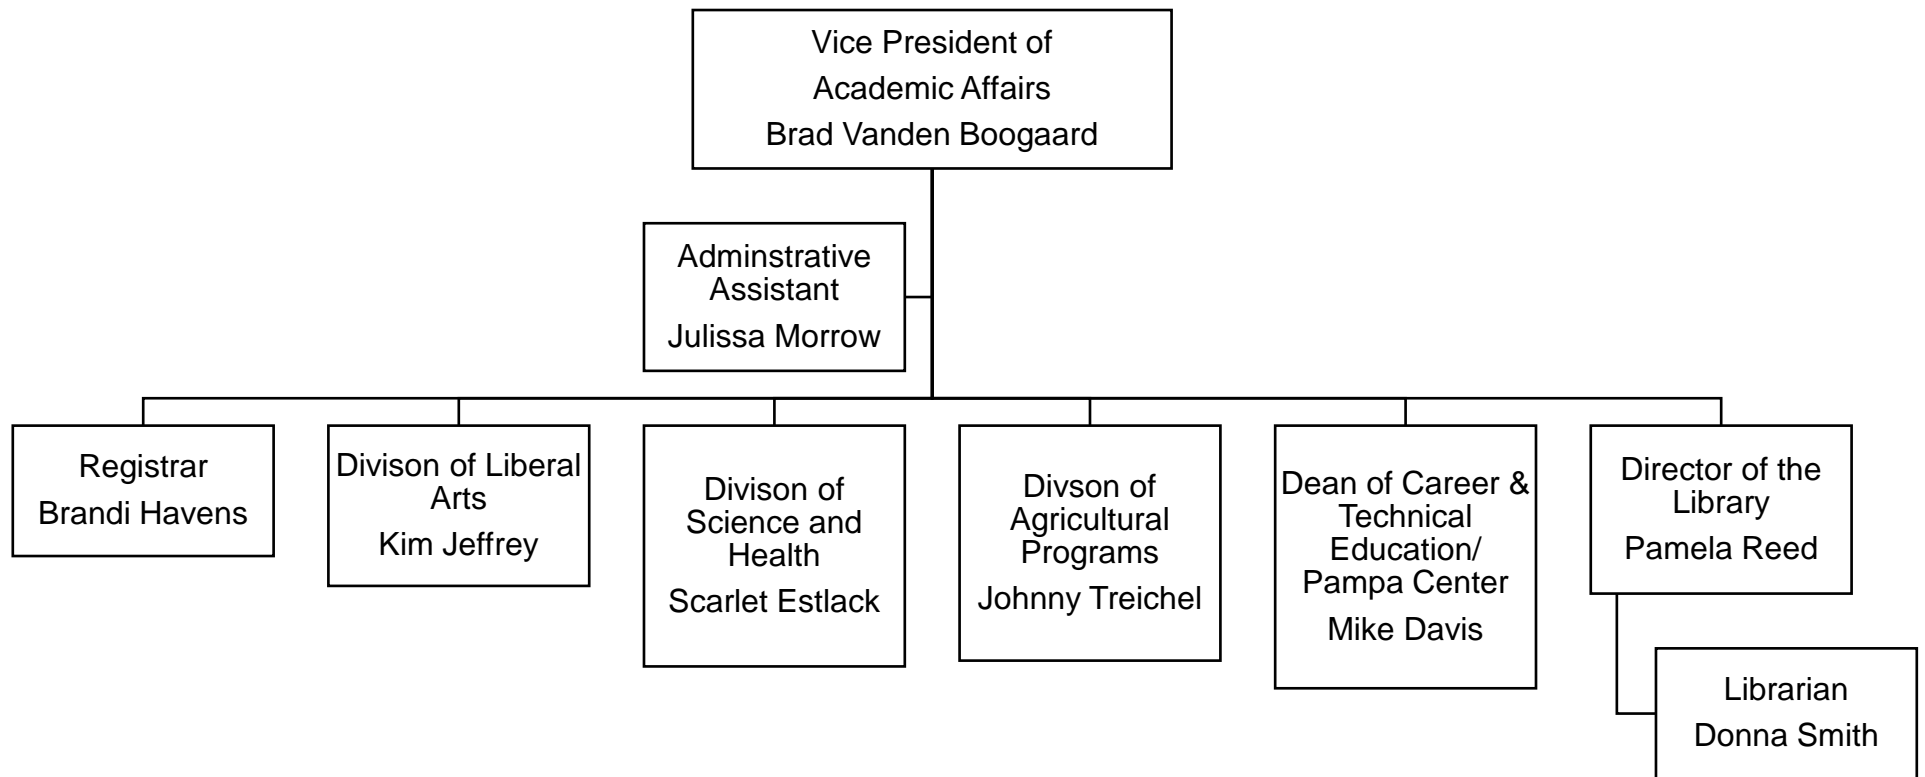 Vice President of
Academic Affairs
Brad Vanden Boogaard
Adminstrative
Assistant
Julissa Morrow
Registrar
Brandi Havens
Divison of Liberal
Arts
Kim Jeffrey
Divison of
Science and
Health
Scarlet Estlack
Divson of
Agricultural
Programs
Johnny Treichel
Dean of Career &
Technical
Education/
Pampa Center
Mike Davis
Director of the
Library
Pamela Reed
Librarian
Donna Smith